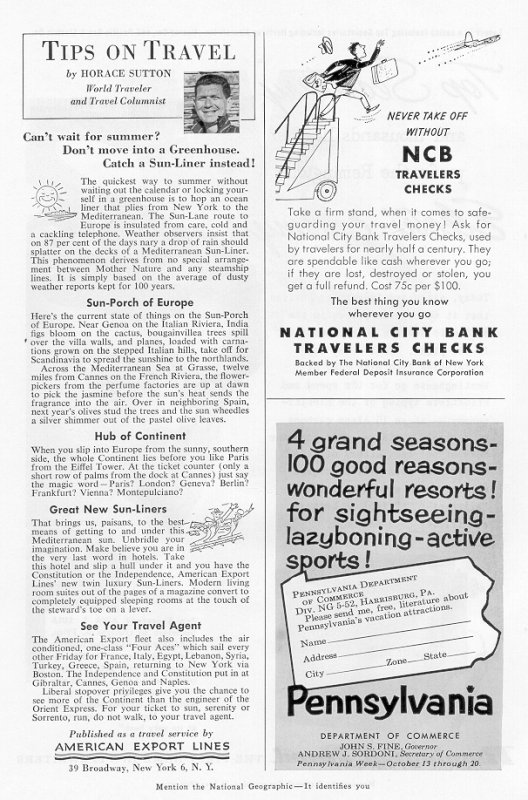 TIPS ON TRAVEL
by HORACE SUTTON
World Traveler
and Travel Columnist
Can't wait for summer?
Don't move into a Greenhouse.
Catch a Sun-Liner instead!
The quickest way to summer without
waiting out the calendar or locking your-
self in a greenhouse is to hop an ocean
liner that plies from New York to the
Mediterranean. The Sun-Lane route to
Europe is insulated from care, cold and
a cackling telephone. Weather observers insist that
on 87 per cent of the days nary a drop of rain should
splatter on the decks of a Mediterranean Sun-Liner.
This phenomenon derives from no special arrange-
ment between Mother Nature and any steamship
lines. It is simply based on the average of dusty
weather reports kept for 100 years.
Sun-Porch of Europe
Here's the current state of things on the Sun-Porch
of Europe. Near Genoa on the Italian Riviera, India
figs bloom on the cactus, bougainvillea trees spill
over the villa walls, and planes, loaded with carna-
tions grown on the stepped Italian hills, take off for
Scandinavia to spread the sunshine to the northlands.
Across the Mediterranean Sea at Grasse, twelve
miles from Cannes on the French Riviera, the flower-
pickers from the perfume factories are up at dawn
to pick the jasmine before the sun's heat sends the
fragrance into the air. Over in neighboring Spain,
next year's olives stud the trees and the sun wheedles
a silver shimmer out of the pastel olive leaves.
Hub of Continent
When you slip into Europe from the sunny, southern
side, the whole Continent lies before you like Paris
from the Eiffel Tower. At the ticket counter (only a
short row of palms from the dock at Cannes) just say
the magic word—Paris? London? Geneva? Berlin?
Frankfurt? Vienna? Montepulciano?
Great New Sun-Liners
That brings us, paisans, to the best
means of getting to and under this
Mediterranean sun. Unbridle your
imagination. Make believe you are in
the very last word in hotels. Take
this hotel and slip a hull under it and you have the
Constitution or the Independence, American Export
Lines' new twin luxury Sun-Liners. Modern living
room suites out of the pages of a magazine convert to
completely equipped sleeping rooms at the touch of
the steward's toe on a lever.
See Your Travel Agent
The American Export fleet also includes the air
conditioned, one-class "Four Aces" which sail every
other Friday for France, Italy, Egypt, Lebanon, Syria,
Turkey, Greece, Spain, returning to New York via
Boston. The Independence and Constitution put in at
Gibraltar, Cannes, Genoa and Naples.
Liberal stopover privileges give you the chance to
see more of the Continent than the engineer of the
Orient Express. For your ticket to sun, serenity or
Sorrento, run, do not walk, to your travel agent.
Published as a travel service by
AMERICAN EXPORT LINES
39 Broadway, New York 6, N. Y.
NEVER TAKE OFF
WITHOUT
NCB
TRAVELERS
CHECKS
Take a firm stand, when it comes to safe-
guarding your travel money! Ask for
National City Bank Travelers Checks, used
by travelers for nearly half a century. They
are spendable like cash wherever you go;
if they are lost, destroyed or stolen, you
get a full refund. Cost 75c per $100.
The best thing you know
wherever you go
NATIONAL CITY BANK
TRAVELERS CHECKS
Backed by The National City Bank of New York
Member Federal Deposit Insurance Corporation
4 grand seasons-
100 good reasons-
wonderful resorts!
for sightseeing-
lazyboning-active
sports!
PENNSYLVANIA DEPARTMENT
OF COMMERCE
DIV. NG 5-52, HARRISBURG, PA.
Please send me, free, literature about
Pennsylvania's vacation attractions.
Name
Address
City Zone State
Pennsylvania
DEPARTMENT OF COMMERCE
JOHN S. FINE, Governor
ANDREW J. SORDONI, Secretary of Commerce
Pennsylvania Week—October 13 through 20.
Mention the National Geographic—It identifies you